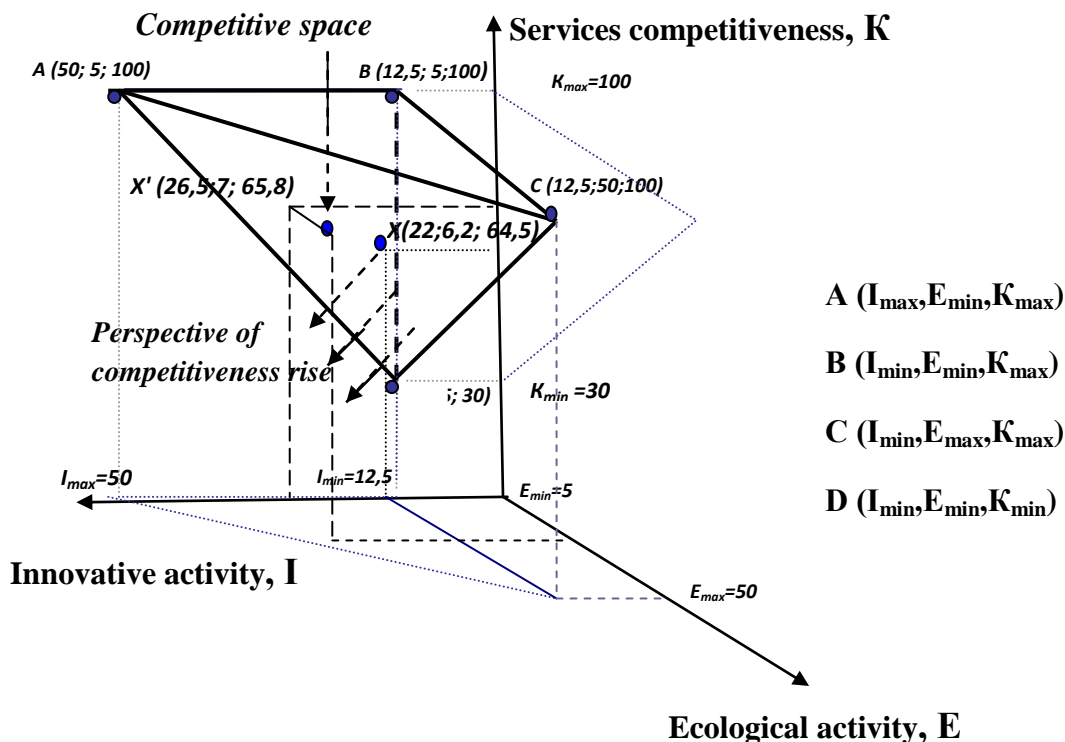 Competitive space
Services competitiveness, К
A (50; 5; 100)
B (12,5; 5;100)
Kmax=100
X' (26,5;7; 65,8)
C (12,5;50;100)
X(22;6,2; 64,5)
A (Imax,Emin,Кmax)
Perspective of
competitiveness rise
; 30)
Kmin =30
B (Imin,Emin,Кmax)
C (Imin,Emax,Кmax)
Imax=50
Imin=12,5
Emin=5
D (Imin,Emin,Кmin)
Innovative activity, I
Emax=50
Ecological activity, E